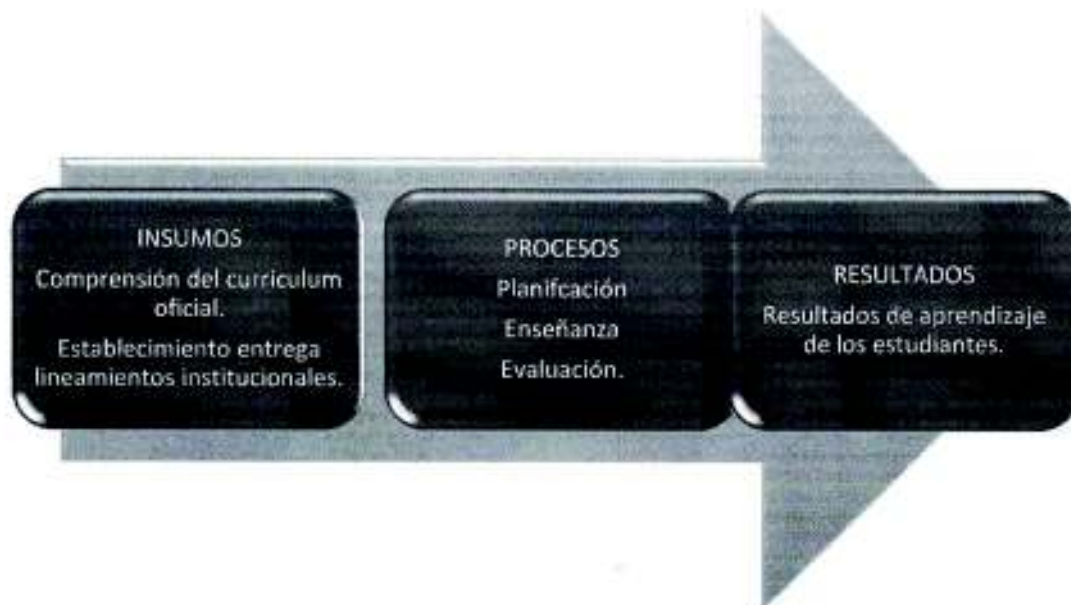 INSUMOS
Comprensión del curriculum
oficial.
Establecimiento entrega
lineamientos institucionales.
PROCESOS
Planifcación
Enseñanza
Evaluación.
RESULTADOS
Resultados de aprendizaje
de los estudiantes.